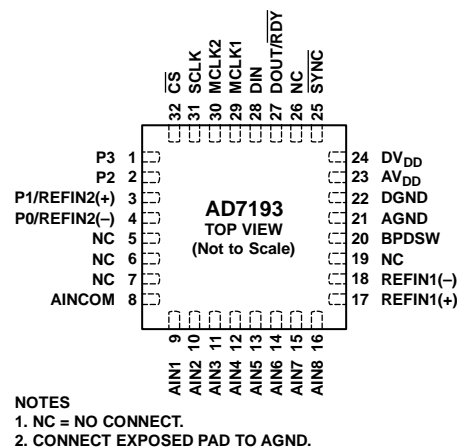 CS
SCLK
MCLK2
MCLK1
DIN
DOUT/RDY
NC
SYNC
32 31 30 29 28 27 26 25
P3 1
P2 2
P1/REFIN2(+) 3
P0/REFIN2(–) 4
NC 5
NC 6
NC 7
AINCOM 8
AD7193
TOP VIEW
(Not to Scale)
24 DVDD
23 AVDD
22 DGND
21 AGND
20 BPDSW
19 NC
18 REFIN1(–)
17 REFIN1(+)
AIN1 9
AIN2 10
AIN3 11
AIN4 12
AIN5 13
AIN6 14
AIN7 15
AIN8 16
NOTES
1. NC = NO CONNECT.
2. CONNECT EXPOSED PAD TO AGND.